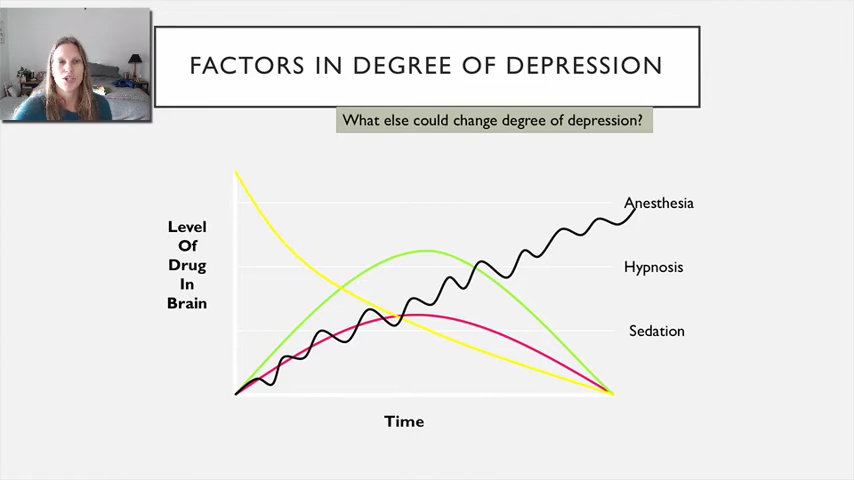 FACTORS IN DEGREE OF DEPRESSION
What else could change degree of depression?
Level
Of
Drug
In
Brain
Anesthesia
Hypnosis
Sedation
Time